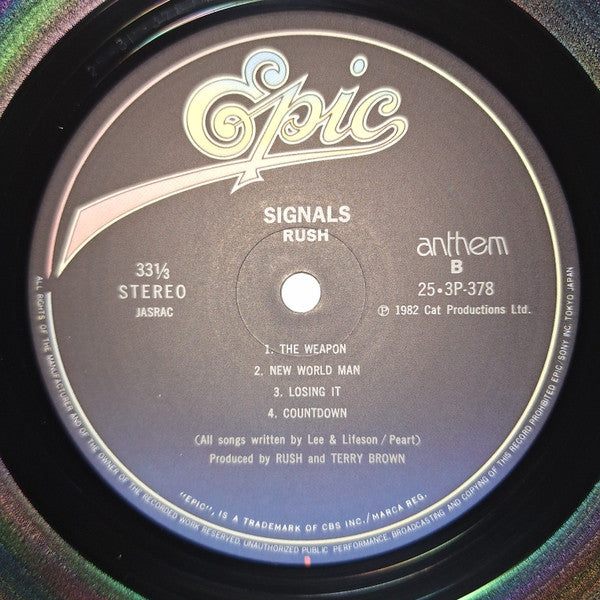 Epic
SIGNALS
RUSH
anthem
B
33 1/3
STEREO
JASRAC
25•3P-378
℗ 1982 Cat Productions Ltd.
1. THE WEAPON
2. NEW WORLD MAN
3. LOSING IT
4. COUNTDOWN
(All songs written by Lee & Lifeson / Peart)
Produced by RUSH and TERRY BROWN
"EPIC", IS A TRADEMARK OF CBS INC./MARCA REG.
ALL RIGHTS OF THE MANUFACTURER AND OF THE OWNER OF THE RECORDED WORK RESERVED. UNAUTHORIZED PUBLIC PERFORMANCE, BROADCASTING AND COPYING OF THIS RECORD PROHIBITED EPIC/SONY INC. TOKYO JAPAN